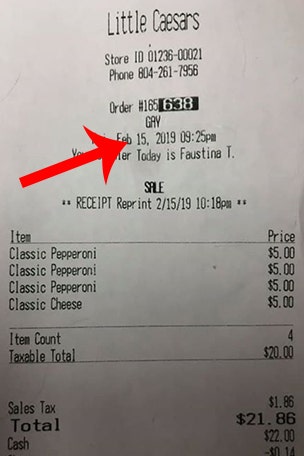 Little Caesars
Store ID 01236-00021
Phone 804-261-7956
Order #165638
GAY
Feb 15, 2019 09:25pm
Today is Faustina T.
SALE
** RECEIPT Reprint 2/15/19 10:18pm **
Item Price
Classic Pepperoni $5.00
Classic Pepperoni $5.00
Classic Pepperoni $5.00
Classic Cheese $5.00
Item Count 4
Taxable Total $20.00
Sales Tax $1.86
Total $21.86
Cash $22.00
-$0.14